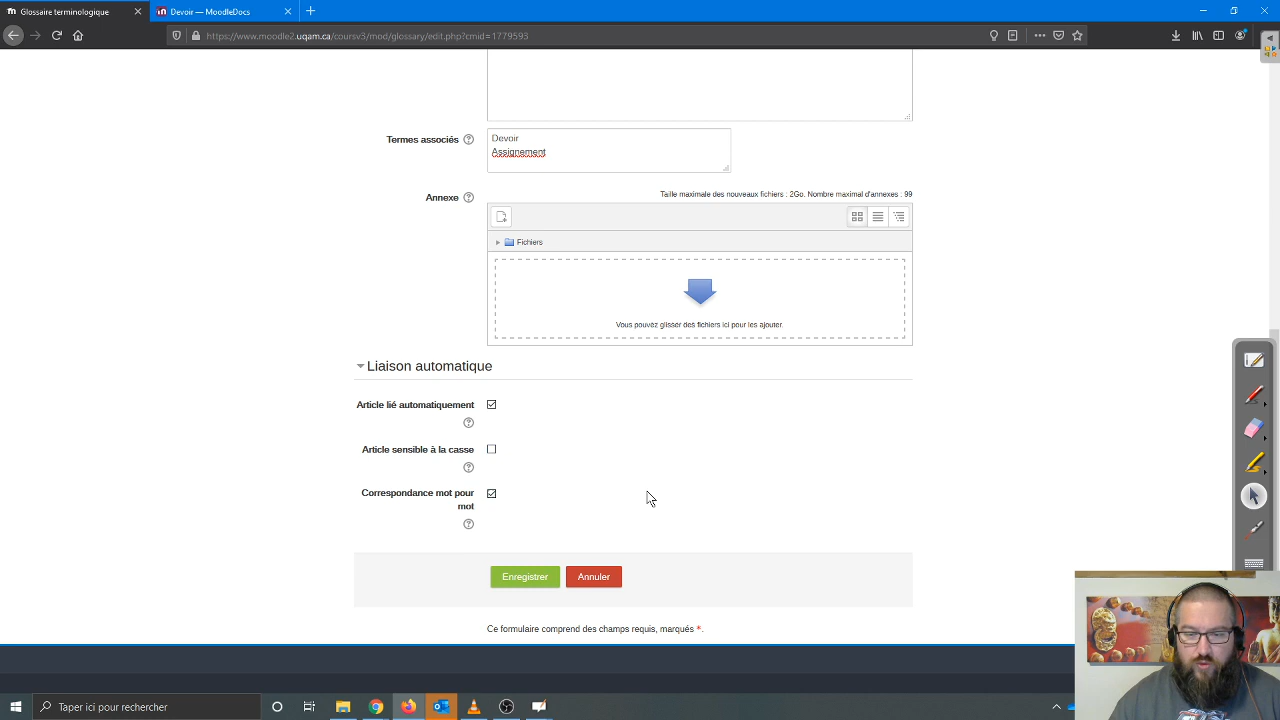 Glossaire terminologique
Devoir — MoodleDocs
https://www.moodle2.uqam.ca/coursv3/mod/glossary/edit.php?cmid=1779593
Termes associés
Devoir
Assignement
Annexe
Taille maximale des nouveaux fichiers : 2Go. Nombre maximal d'annexes : 99
Fichiers
Vous pouvez glisser des fichiers ici pour les ajouter.
Liaison automatique
Article lié automatiquement
Article sensible à la casse
Correspondance mot pour
mot
Enregistrer
Annuler
Ce formulaire comprend des champs requis, marqués *.
Taper ici pour rechercher